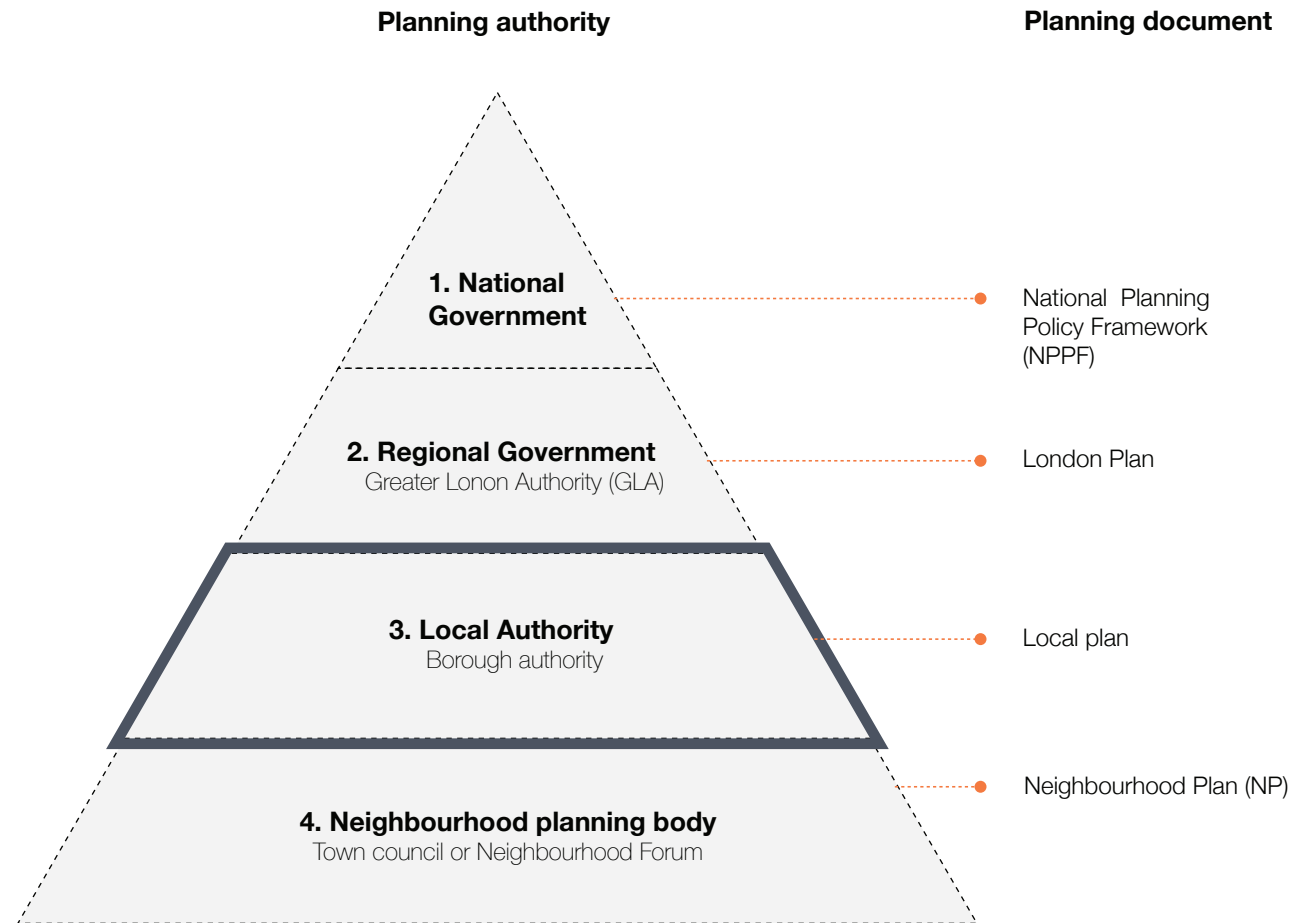 Planning authority
Planning document
1. National
Government
National Planning
Policy Framework
(NPPF)
2. Regional Government
Greater Lonon Authority (GLA)
London Plan
3. Local Authority
Borough authority
Local plan
4. Neighbourhood planning body
Town council or Neighbourhood Forum
Neighbourhood Plan (NP)